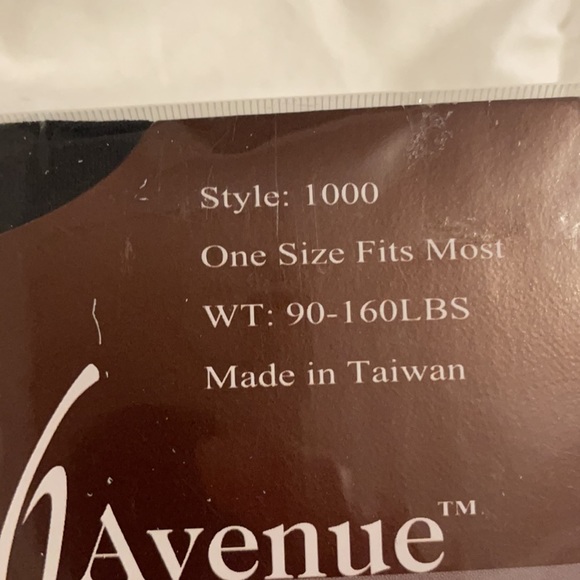 Style: 1000
One Size Fits Most
WT: 90-160LBS
Made in Taiwan
Avenue™